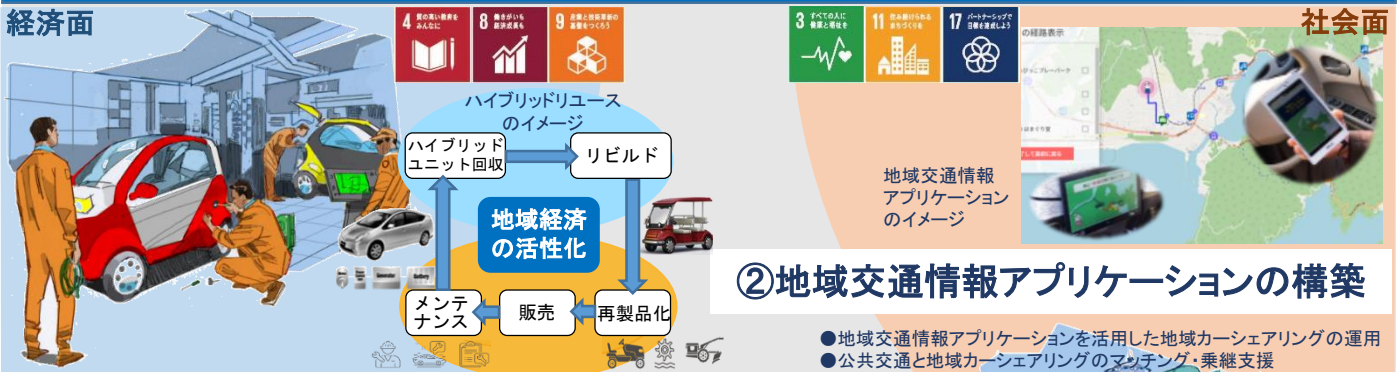 経済面
4 質の高い教育を
みんなに
8 働きがいも
経済成長も
9 産業と技術革新の
基盤をつくろう
ハイブリッドリユース
のイメージ
ハイブリッド
ユニット回収
リビルド
地域経済
の活性化
メンテ
ナンス
販売
再製品化
3 すべての人に
健康と福祉を
11 住み続けられる
まちづくりを
17 パートナーシップで
目標を達成しよう
社会面
の経路表示
地域交通情報
アプリケーション
のイメージ
②地域交通情報アプリケーションの構築
●地域交通情報アプリケーションを活用した地域カーシェアリングの運用
●公共交通と地域カーシェアリングのマッチング・乗継支援